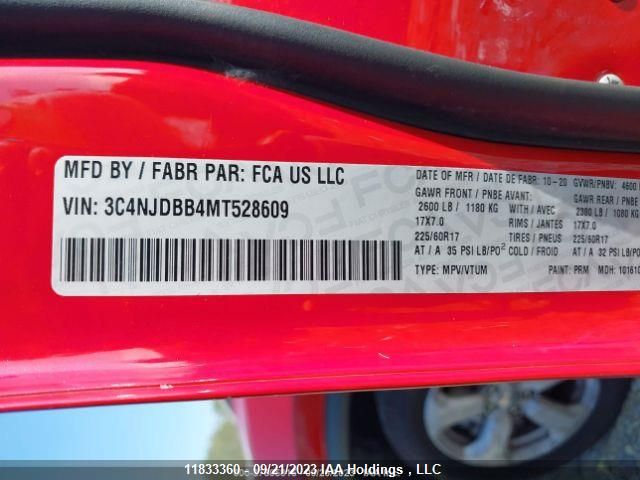 MFD BY / FABR PAR: FCA US LLC
VIN: 3C4NJDBB4MT528609
DATE OF MFR / DATE DE FABR: 10-20 GVWR/PNBV: 4600
GAWR FRONT / PNBE AVANT: GAWR REAR / PNBE
2600 LB / 1180 KG WITH / AVEC 2380 LB / 1080 KG
17X7.0 RIMS / JANTES 17X7.0
225/60R17 TIRES / PNEUS 225/60R17
AT / A 35 PSI LB/PO² COLD / FROID AT / A 32 PSI LB/PO
TYPE: MPV/VTUM PAINT: PRM MDH: 10161
11833360 - 09/21/2023 IAA Holdings , LLC